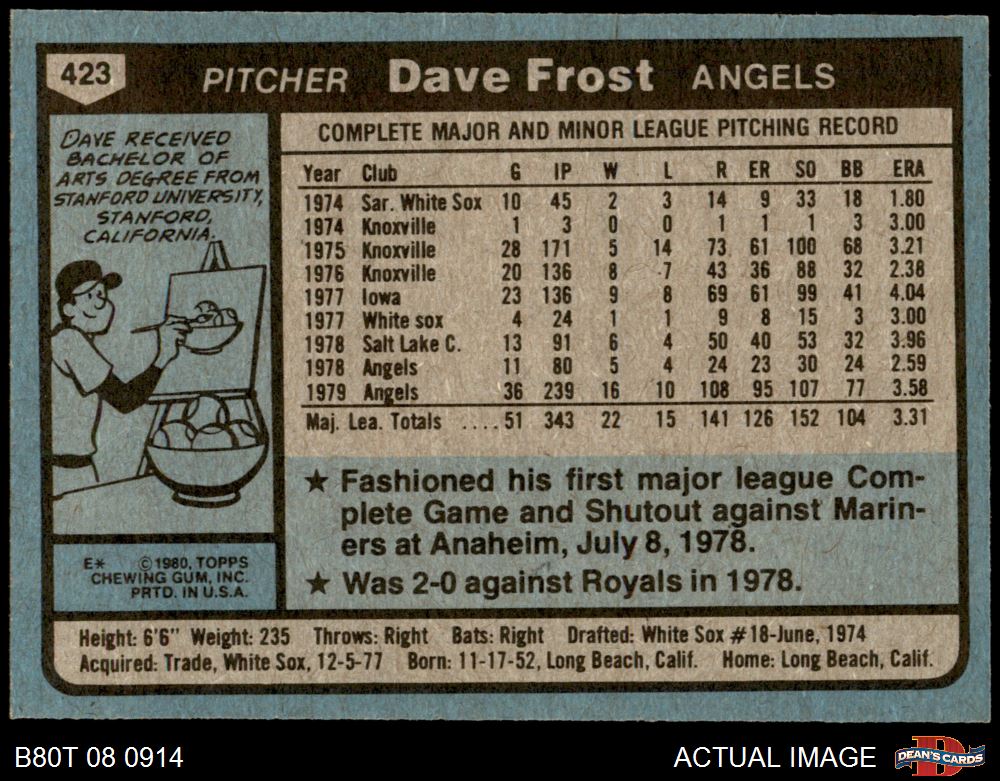 423 PITCHER Dave Frost ANGELS
DAVE RECEIVED
BACHELOR OF
ARTS DEGREE FROM
STANFORD UNIVERSITY,
STANFORD,
CALIFORNIA.
COMPLETE MAJOR AND MINOR LEAGUE PITCHING RECORD
Year Club G IP W L R ER SO BB ERA
1974 Sar. White Sox 10 45 2 3 14 9 33 18 1.80
1974 Knoxville 1 3 0 0 1 1 1 3 3.00
1975 Knoxville 28 171 5 14 73 61 100 68 3.21
1976 Knoxville 20 136 8 7 43 36 88 32 2.38
1977 Iowa 23 136 9 8 69 61 99 41 4.04
1977 White sox 4 24 1 1 9 8 15 3 3.00
1978 Salt Lake C. 13 91 6 4 50 40 53 32 3.96
1978 Angels 11 80 5 4 24 23 30 24 2.59
1979 Angels 36 239 16 10 108 95 107 77 3.58
Maj. Lea. Totals ....51 343 22 15 141 126 152 104 3.31
★ Fashioned his first major league Com-
plete Game and Shutout against Marin-
ers at Anaheim, July 8, 1978.
★ Was 2-0 against Royals in 1978.
E* ©1980, TOPPS
CHEWING GUM, INC.
PRTD. IN U.S.A.
Height: 6'6" Weight: 235 Throws: Right Bats: Right Drafted: White Sox #18-June, 1974
Acquired: Trade, White Sox, 12-5-77 Born: 11-17-52, Long Beach, Calif. Home: Long Beach, Calif.
B80T 08 0914 ACTUAL IMAGE D DEAN'S CARDS